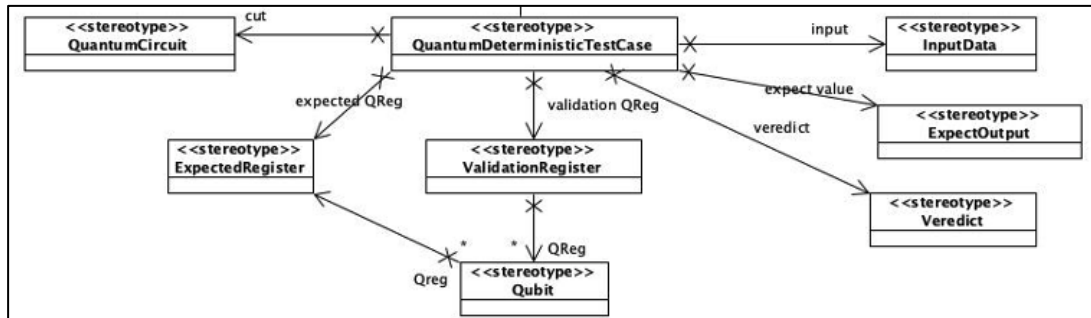 cut
<<stereotype>>
QuantumCircuit
<<stereotype>>
QuantumDeterministicTestCase
input
<<stereotype>>
InputData
expected QReg
validation QReg
expect value
veredict
<<stereotype>>
ExpectOutput
<<stereotype>>
ExpectedRegister
<<stereotype>>
ValidationRegister
<<stereotype>>
Veredict
*
*
QReg
Qreg
<<stereotype>>
Qubit